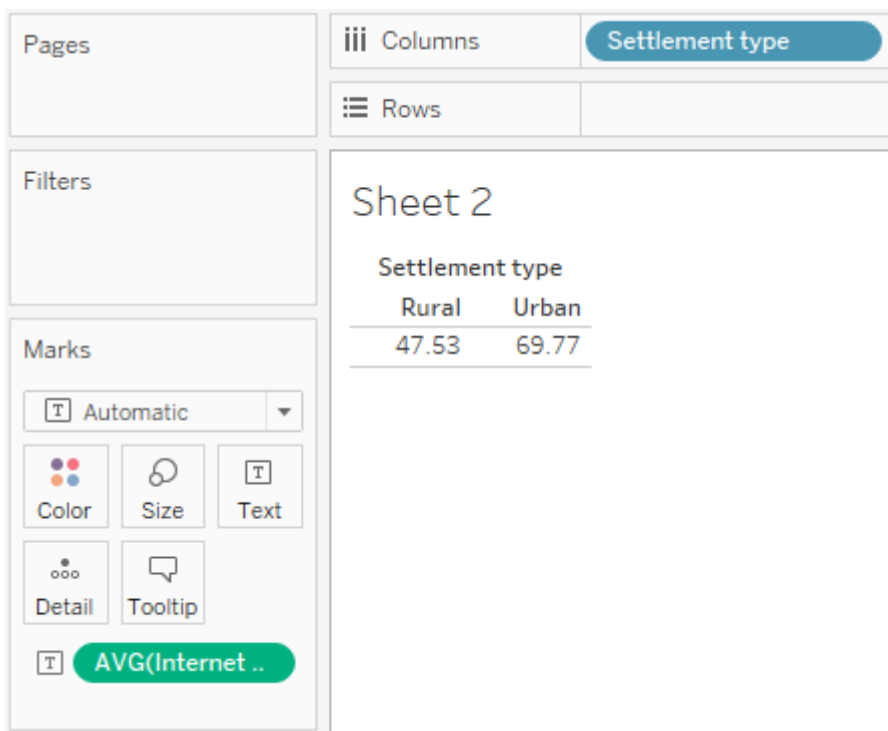 Pages
Columns
Settlement type
Rows
Filters
Sheet 2
Settlement type
Rural Urban
47.53 69.77
Marks
T Automatic
T
Color Size Text
Detail Tooltip
T AVG(Internet ..